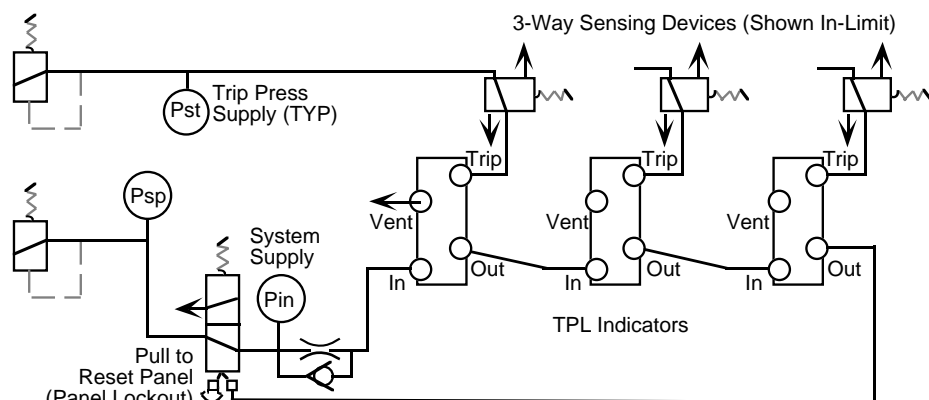 3-Way Sensing Devices (Shown In-Limit)
Pst
Trip Press
Supply (TYP)
Trip
Trip
Trip
Psp
Vent
Vent
Vent
System
Supply
Pin
In
Out
In
Out
In
Out
TPL Indicators
Pull to
Reset Panel
(Panel Lockout)